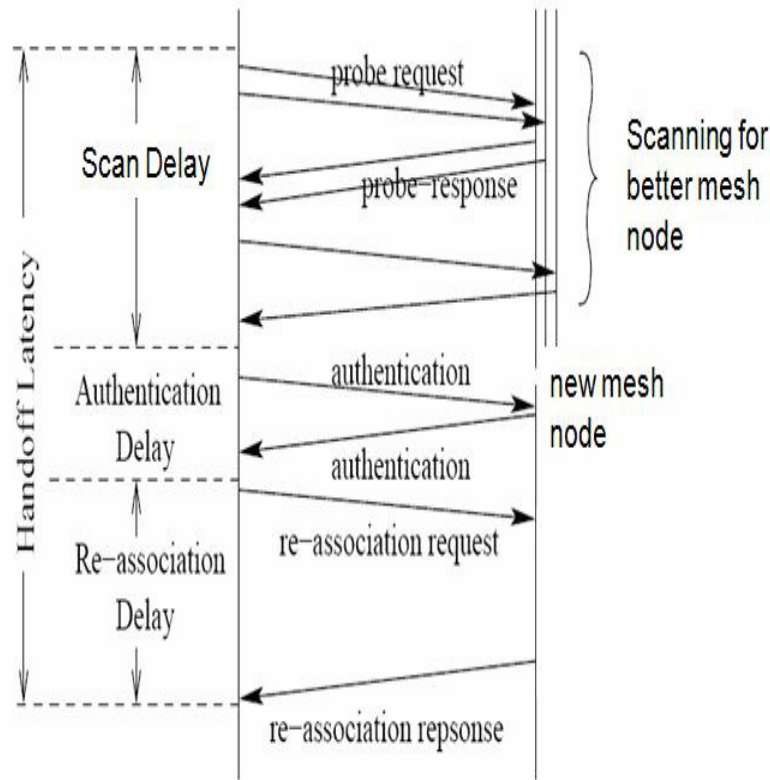 probe request
Scan Delay
probe-response
Scanning for
better mesh
node
Handoff Latency
authentication
new mesh
node
Authentication
Delay
authentication
re-association request
Re-association
Delay
re-association repsonse